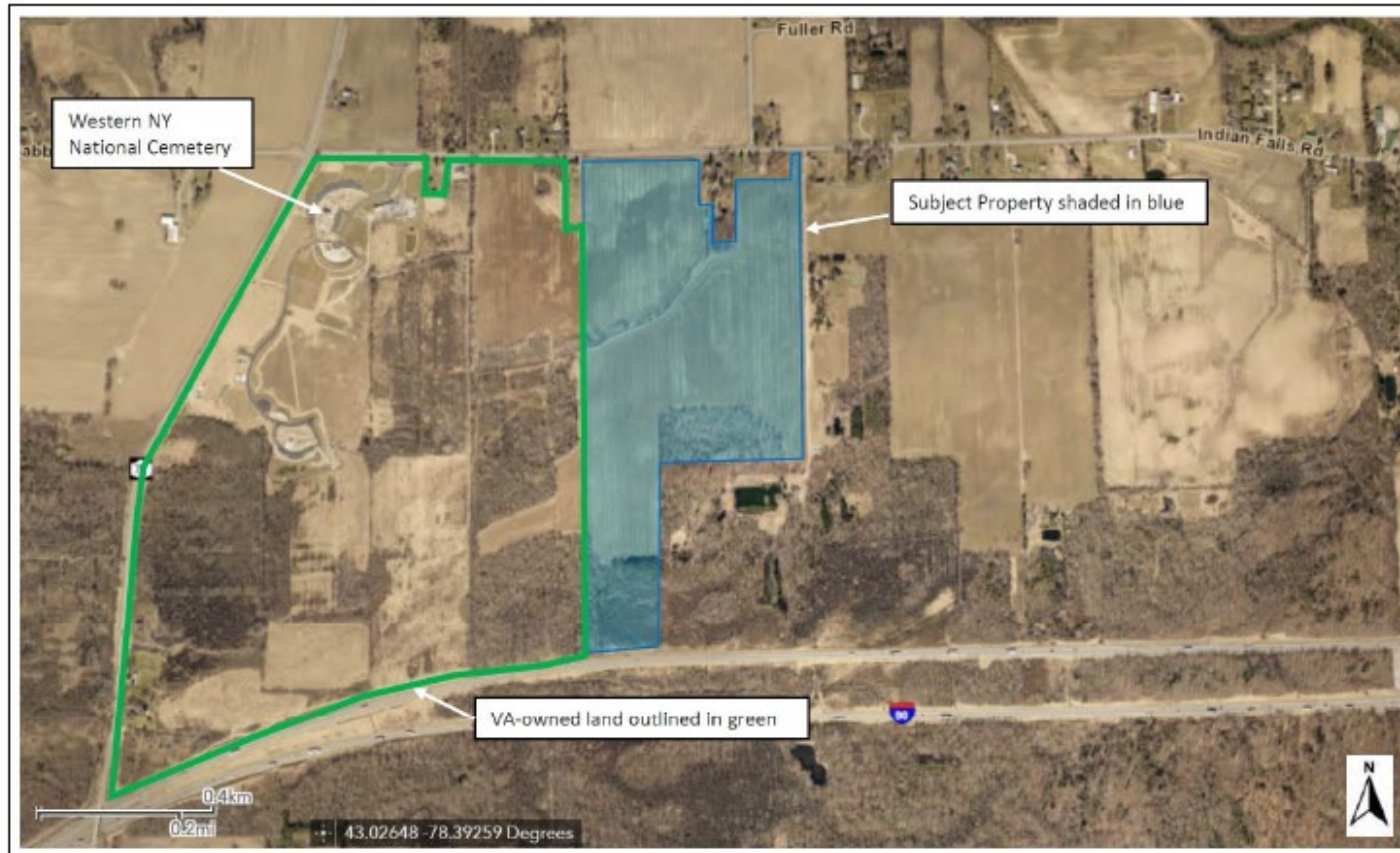 Fuller Rd
Western NY
National Cemetery
Indian Falls Rd
Subject Property shaded in blue
VA-owned land outlined in green
90
N
0.4km
0.2mi
43.02648 -78.39259 Degrees